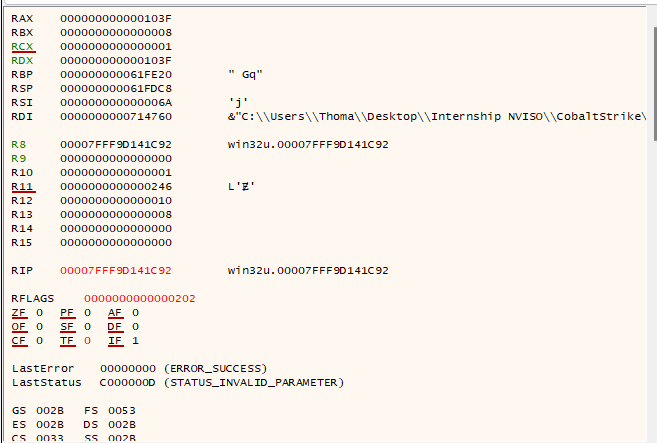 RAX 000000000000103F
RBX 0000000000000008
RCX 0000000000000001
RDX 000000000000103F
RBP 000000000061FE20 " Gq"
RSP 000000000061FDC8
RSI 000000000000006A 'j'
RDI 0000000000714760 &"C:\\Users\\Thoma\\Desktop\\Internship NVISO\\CobaltStrike\
R8 00007FFF9D141C92 win32u.00007FFF9D141C92
R9 0000000000000000
R10 0000000000000001
R11 0000000000000246 L'Ɇ'
R12 0000000000000010
R13 0000000000000008
R14 0000000000000000
R15 0000000000000000
RIP 00007FFF9D141C92 win32u.00007FFF9D141C92
RFLAGS 0000000000000202
ZF 0 PF 0 AF 0
OF 0 SF 0 DF 0
CF 0 TF 0 IF 1
LastError 00000000 (ERROR_SUCCESS)
LastStatus C000000D (STATUS_INVALID_PARAMETER)
GS 002B FS 0053
ES 002B DS 002B
CS 0033 SS 002B